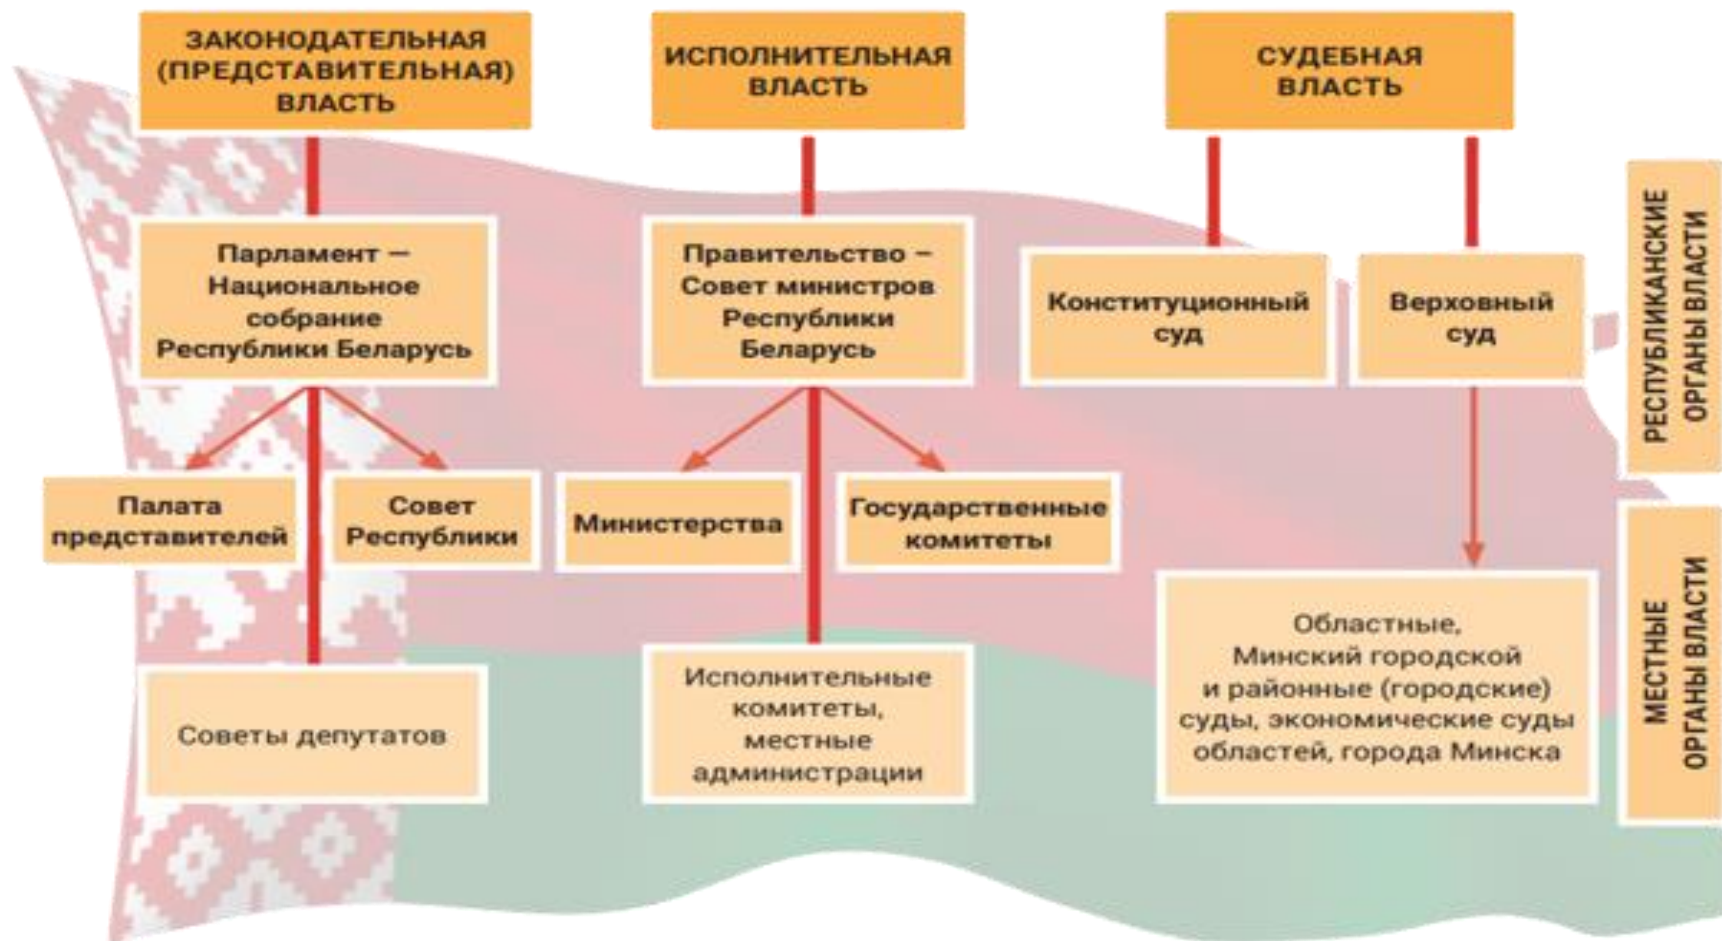 ЗАКОНОДАТЕЛЬНАЯ
(ПРЕДСТАВИТЕЛЬНАЯ)
ВЛАСТЬ
ИСПОЛНИТЕЛЬНАЯ
ВЛАСТЬ
СУДЕБНАЯ
ВЛАСТЬ
Парламент —
Национальное
собрание
Республики Беларусь
Правительство –
Совет министров
Республики
Беларусь
Конституционный
суд
Верховный
суд
РЕСПУБЛИКАНСКИЕ
ОРГАНЫ ВЛАСТИ
Палата
представителей
Совет
Республики
Министерства
Государственные
комитеты
Советы депутатов
Исполнительные
комитеты,
местные
администрации
Областные,
Минский городской
и районные (городские)
суды, экономические суды
областей, города Минска
МЕСТНЫЕ
ОРГАНЫ ВЛАСТИ